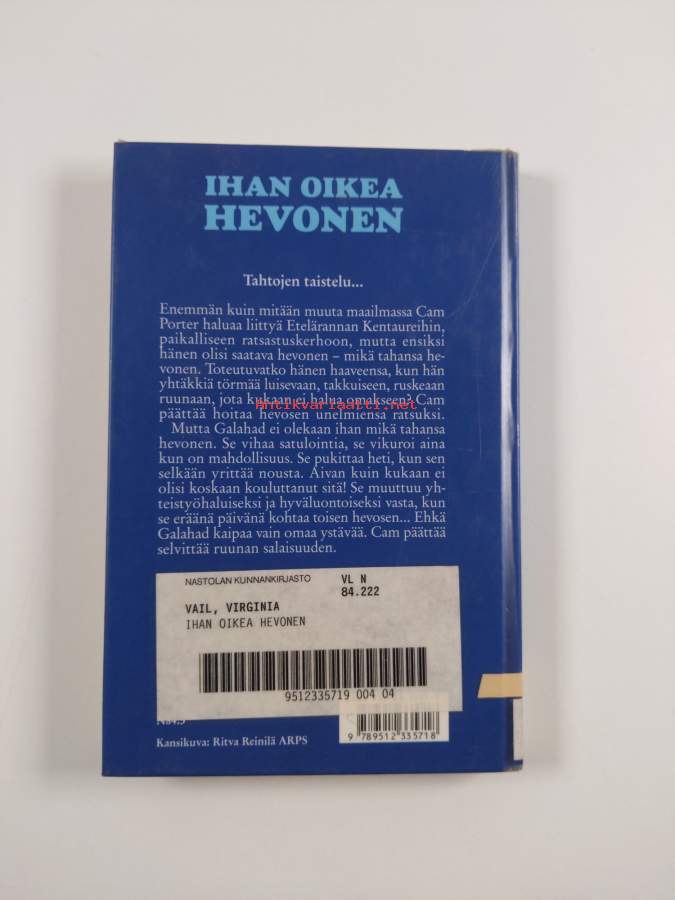 IHAN OIKEA
HEVONEN
Tahtojen taistelu...
Enemmän kuin mitään muuta maailmassa Cam
Porter haluaa liittyä Etelärannan Kentaureihin,
paikalliseen ratsastuskerhoon, mutta ensiksi
hänen olisi saatava hevonen – mikä tahansa he-
vonen. Toteutuvatko hänen haaveensa, kun hän
yhtäkkiä törmää luisevaan, takkuiseen, ruskeaan
ruunaan, jota kukaan ei halua omakseen? Cam
Antikvariaatti.net
päättää hoitaa hevosen unelmiensa ratsuksi.
Mutta Galahad ei olekaan ihan mikä tahansa
hevonen. Se vihaa satulointia, se vikuroi aina
kun on mahdollisuus. Se pukittaa heti, kun sen
selkään yrittää nousta. Aivan kuin kukaan ei
olisi koskaan kouluttanut sitä! Se muuttuu yh-
teistyöhaluiseksi ja hyväluontoiseksi vasta, kun
se eräänä päivänä kohtaa toisen hevosen... Ehkä
Galahad kaipaa vain omaa ystävää. Cam päättää
selvittää ruunan salaisuuden.
NASTOLAN KUNNANKIRJASTO VL N
84.222
VAIL, VIRGINIA
IHAN OIKEA HEVONEN
9512335719 004 04
Kansikuva: Ritva Reinilä ARPS
9 789512 335718